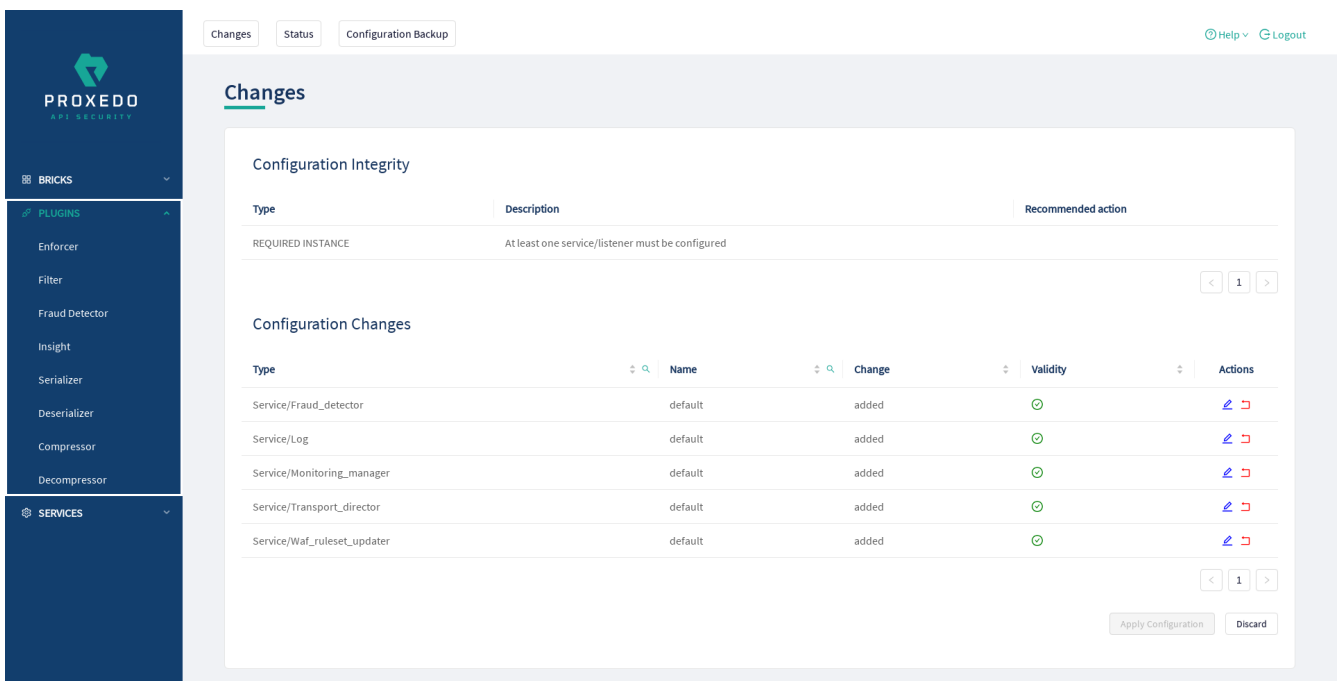 PROXEDO
API SECURITY
BRICKS
PLUGINS
Enforcer
Filter
Fraud Detector
Insight
Serializer
Deserializer
Compressor
Decompressor
SERVICES
Changes Status Configuration Backup Help Logout
Changes
Configuration Integrity
Type Description Recommended action
REQUIRED INSTANCE At least one service/listener must be configured
< 1 >
Configuration Changes
Type Name Change Validity Actions
Service/Fraud_detector default added
Service/Log default added
Service/Monitoring_manager default added
Service/Transport_director default added
Service/Waf_ruleset_updater default added
< 1 >
Apply Configuration Discard